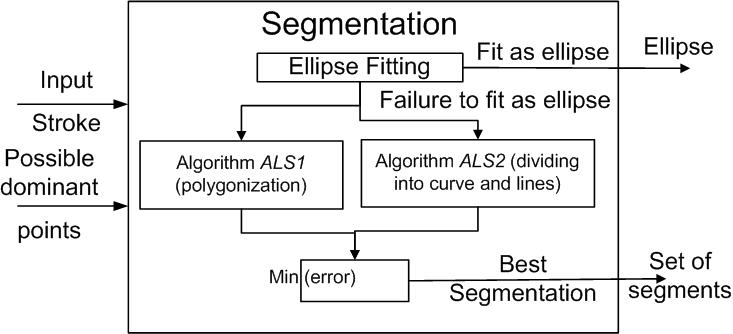 Segmentation
Ellipse Fitting
Fit as ellipse
Ellipse
Failure to fit as ellipse
Input
Stroke
Possible
dominant
points
Algorithm ALS1
(polygonization)
Algorithm ALS2 (dividing
into curve and lines)
Min (error)
Best
Segmentation
Set of
segments